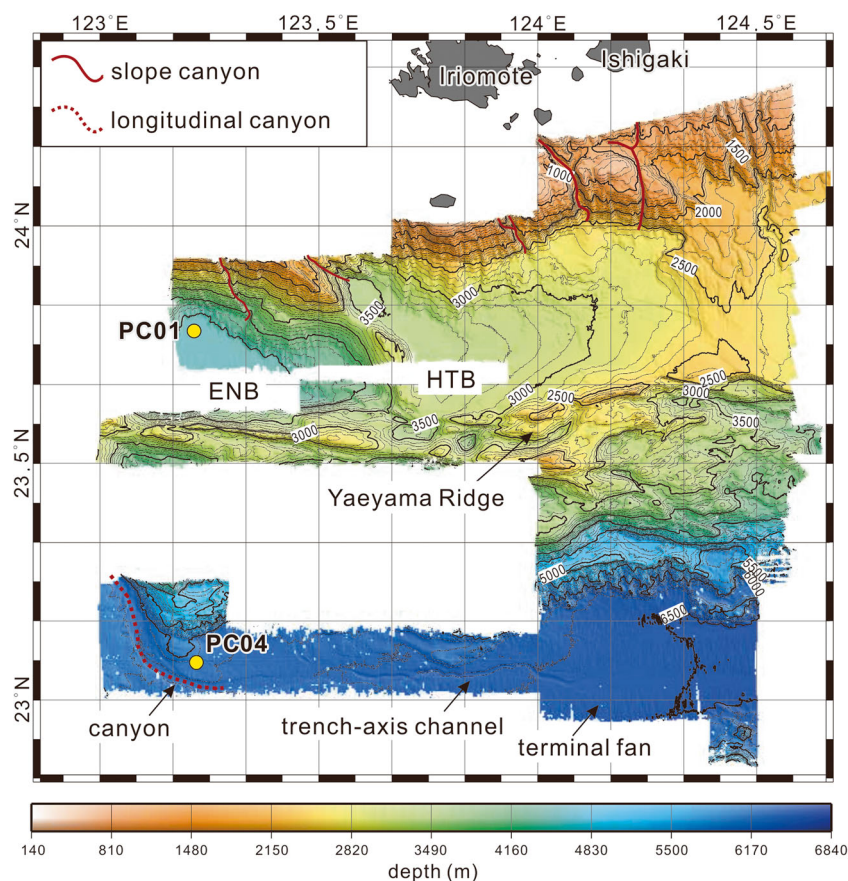 123°E
123.5°E
124°E
124.5°E
slope canyon
longitudinal canyon
Iriomote
Ishigaki
1000
1500
2000
24°N
2500
3000
3500
PC01
ENB
HTB
3000
2500
2500
3000
3500
3500
3000
23.5°N
Yaeyama Ridge
5000
5500
6000
6500
PC04
23°N
canyon
trench-axis channel
terminal fan
140
810
1480
2150
2820
3490
4160
4830
5500
6170
6840
depth (m)